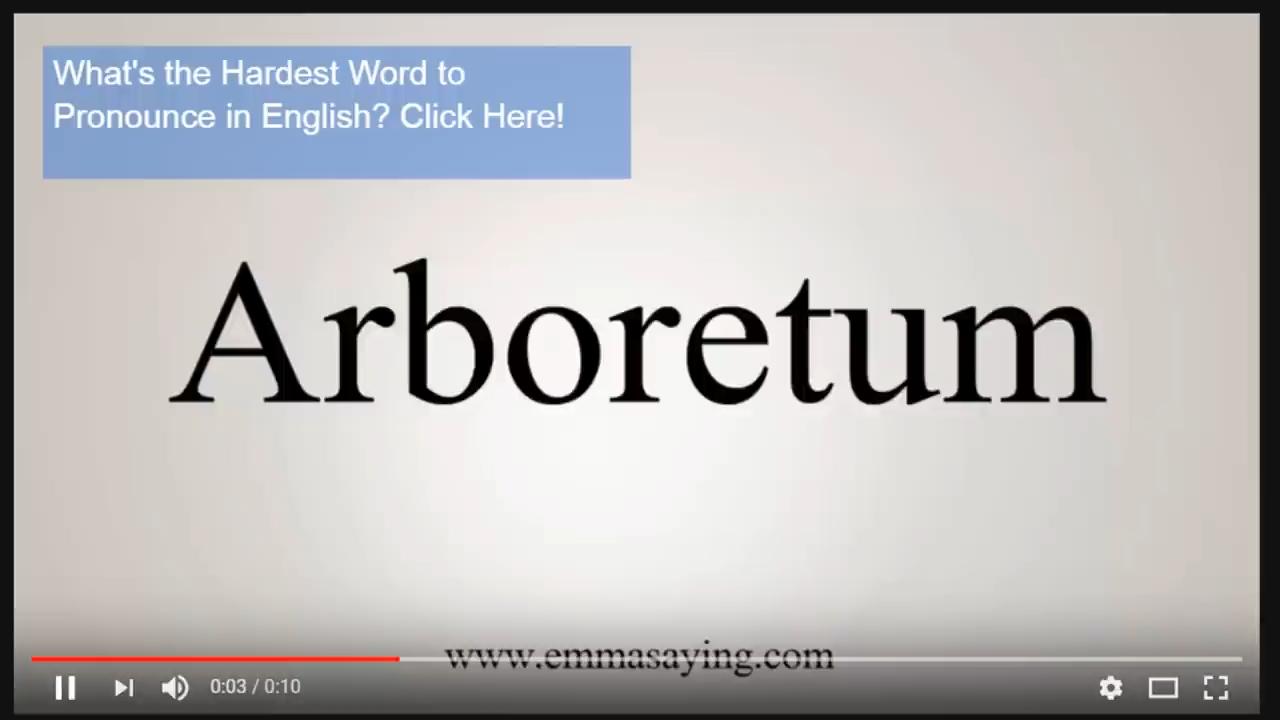 What's the Hardest Word to
Pronounce in English? Click Here!
Arboretum
www.emmasaying.com
0:03 / 0:10